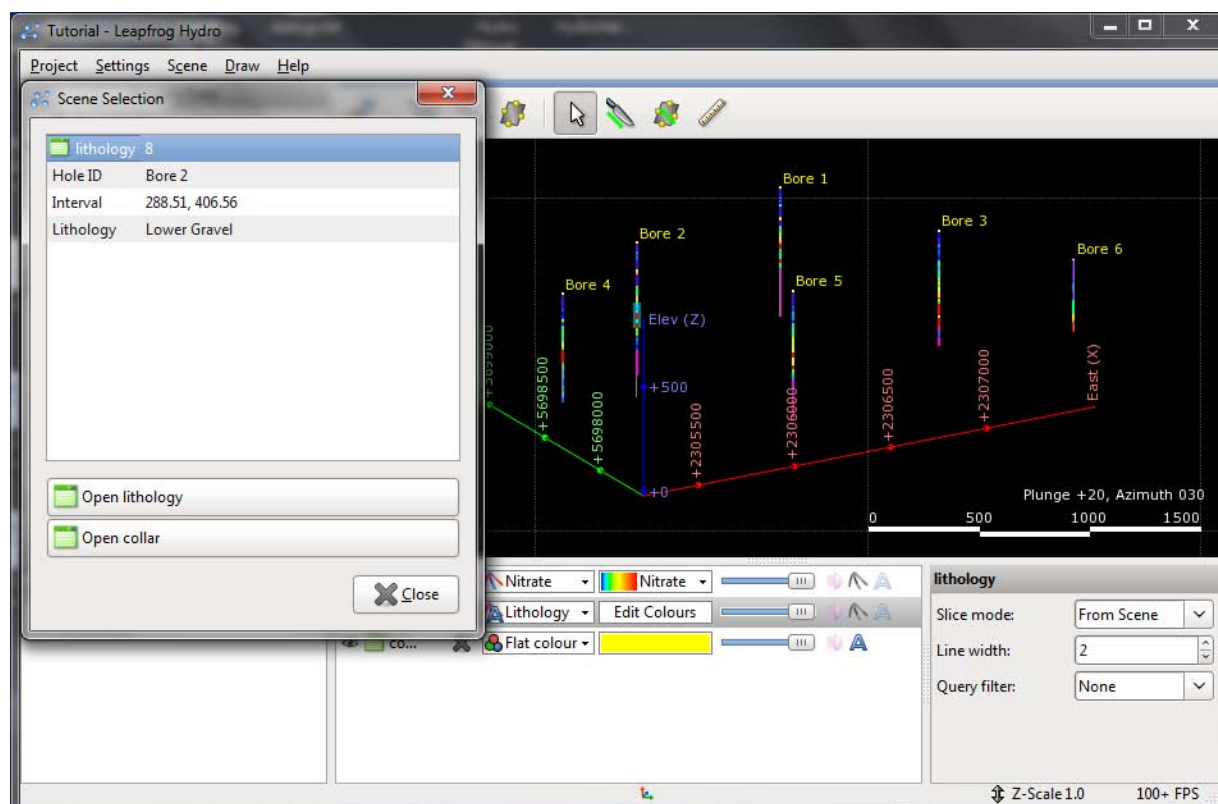 Tutorial - Leapfrog Hydro
Project Settings Scene Draw Help
Scene Selection
lithology 8
Hole ID Bore 2
Interval 288.51, 406.56
Lithology Lower Gravel
Open lithology
Open collar
Close
Bore 1
Bore 2
Bore 3
Bore 6
Bore 4
Bore 5
Elev (Z)
+500
+0
+5699000
+5698500
+5698000
+2305500
+2306000
+2306500
+2307000
East (X)
Plunge +20, Azimuth 030
0 500 1000 1500
Nitrate Nitrate
Lithology Edit Colours
co... Flat colour
lithology
Slice mode: From Scene
Line width: 2
Query filter: None
Z-Scale 1.0 100+ FPS